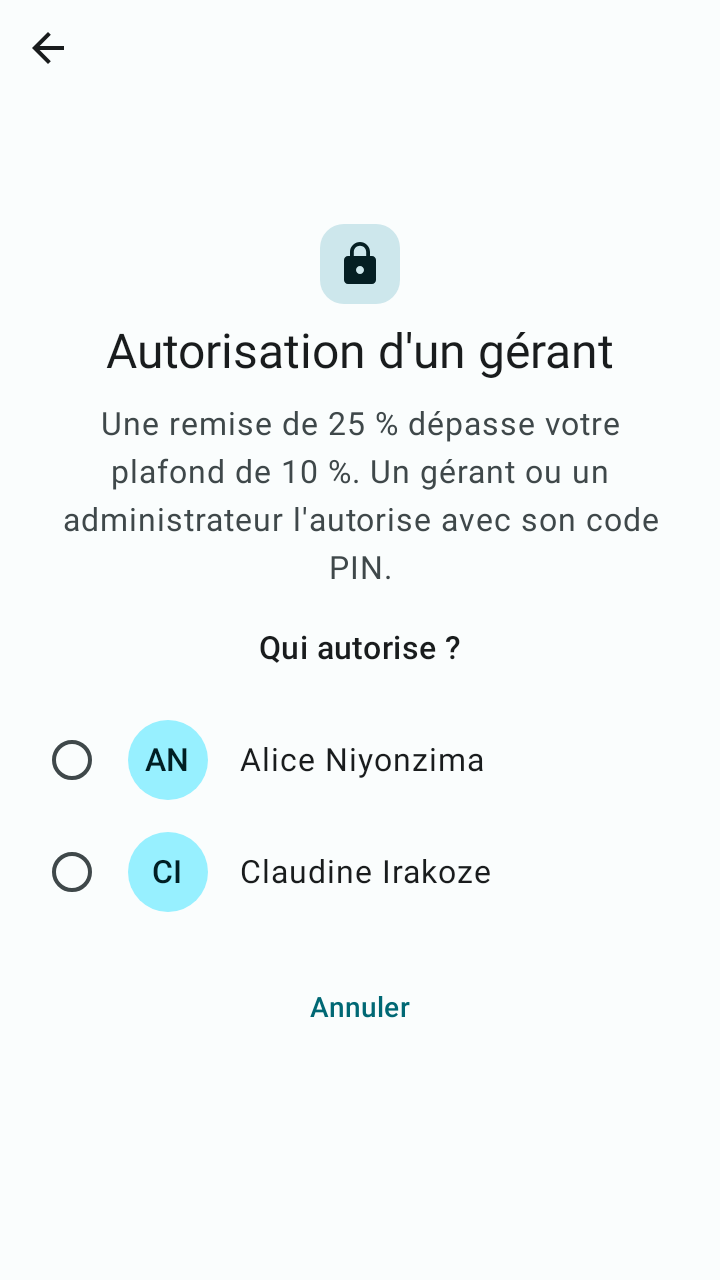 Autorisation d'un gérant
Une remise de 25 % dépasse votre
plafond de 10 %. Un gérant ou un
administrateur l'autorise avec son code
PIN.
Qui autorise ?
AN Alice Niyonzima
CI Claudine Irakoze
Annuler